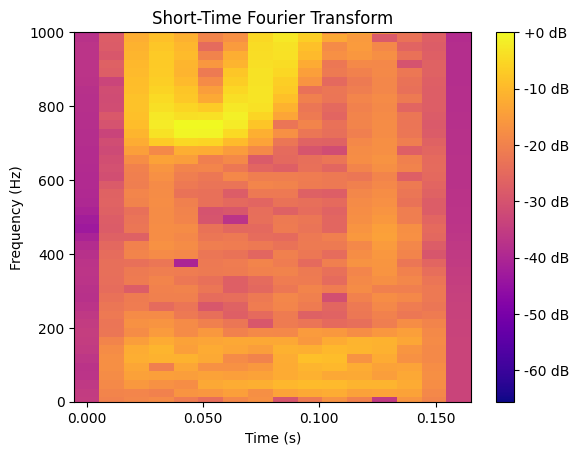 Short-Time Fourier Transform
1000
800
600
400
200
0
Frequency (Hz)
0.000
0.050
0.100
0.150
Time (s)
+0 dB
-10 dB
-20 dB
-30 dB
-40 dB
-50 dB
-60 dB